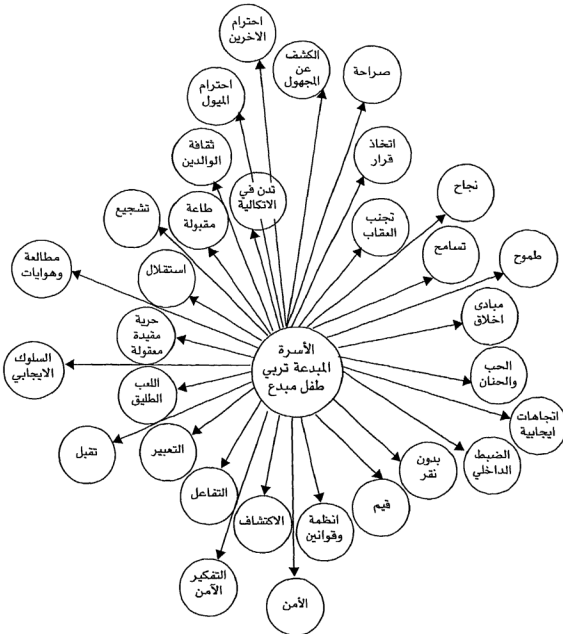 احترام
الاخرين
الكشف
عن
المجهول
صراحة
احترام
الميول
ثقافة
الوالدين
اتخاذ
قرار
تدن في
الاتكالية
نجاح
تشجيع
طاعة
مقبولة
تجنب
العقاب
مطالعة
وهوايات
استقلال
تسامح
طموح
حرية
مقيدة
معقولة
مبادى
اخلاق
الأسرة
المبدعة تربي
طفل مبدع
السلوك
الايجابي
اللعب
الطليق
الحب
والحنان
اتجاهات
ايجابية
تقبل
التعبير
بدون
نقر
الضبط
الداخلي
التفاعل
الاكتشاف
انظمة
وقوانين
قيم
التفكير
الآمن
الأمن